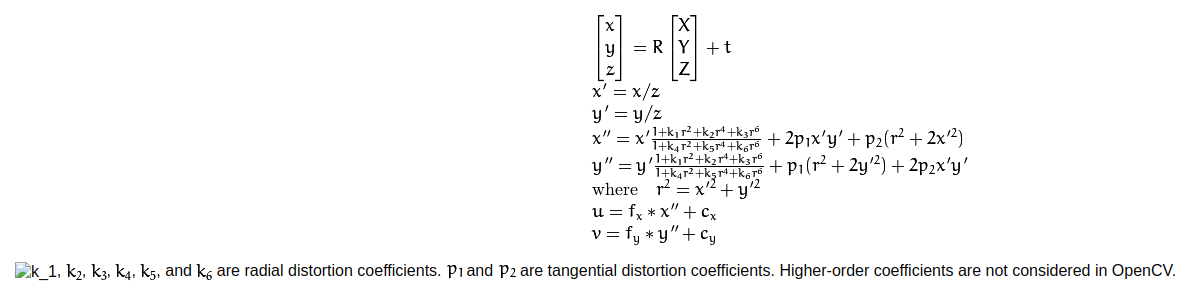 [x y z] = R [X Y Z] + t
x′ = x/z
y′ = y/z
x″ = x′ (1+k₁r²+k₂r⁴+k₃r⁶)/(1+k₄r²+k₅r⁴+k₆r⁶) + 2p₁x′y′ + p₂(r² + 2x′²)
y″ = y′ (1+k₁r²+k₂r⁴+k₃r⁶)/(1+k₄r²+k₅r⁴+k₆r⁶) + p₁(r² + 2y′²) + 2p₂x′y′
where r² = x′² + y′²
u = fₓ ∗ x″ + cₓ
v = f_y ∗ y″ + c_y
k_1, k₂, k₃, k₄, k₅, and k₆ are radial distortion coefficients. p₁ and p₂ are tangential distortion coefficients. Higher-order coefficients are not considered in OpenCV.